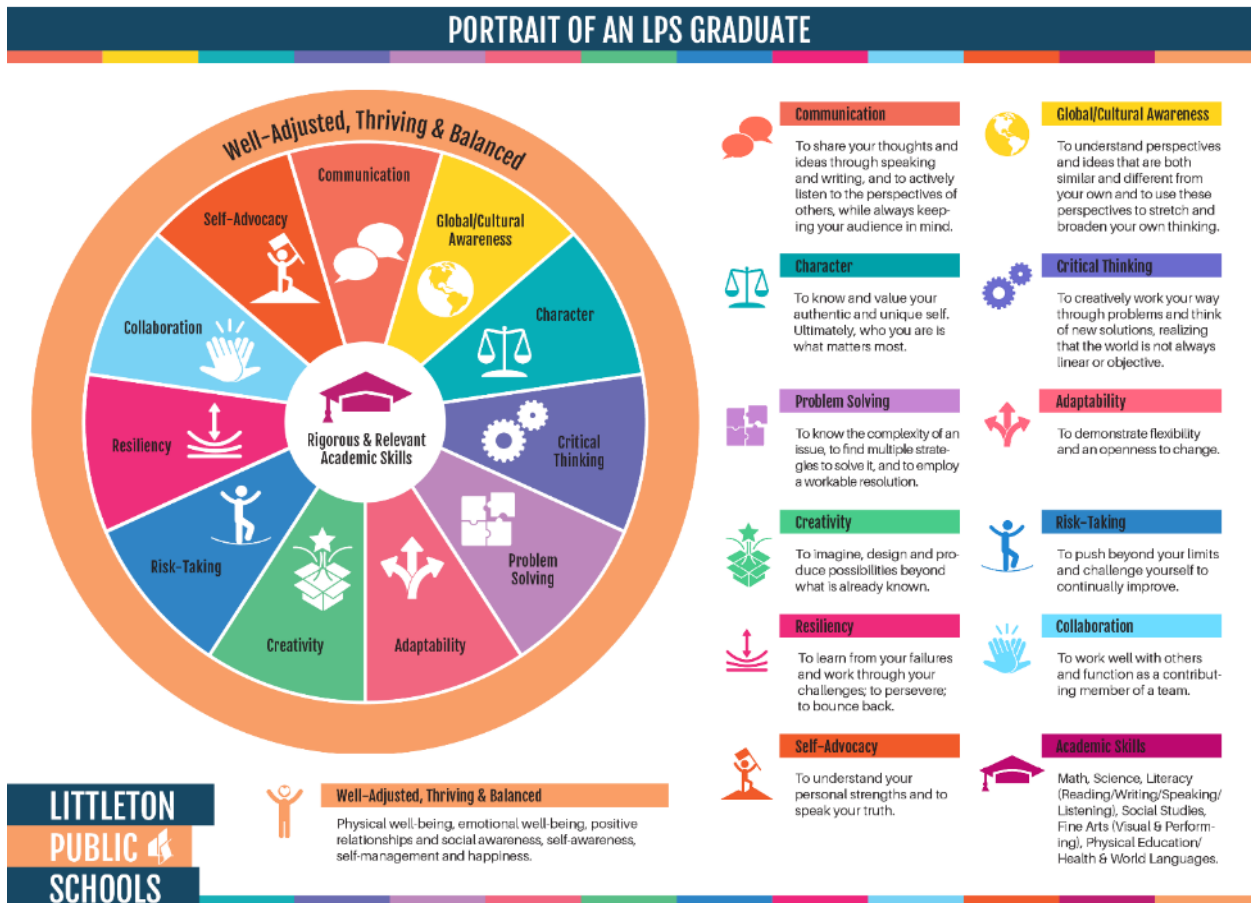 PORTRAIT OF AN LPS GRADUATE
Well-Adjusted, Thriving & Balanced
Communication
Global/Cultural
Awareness
Character
Critical
Thinking
Problem
Solving
Adaptability
Creativity
Risk-Taking
Resiliency
Collaboration
Self-Advocacy
Rigorous & Relevant
Academic Skills
Communication
To share your thoughts and
ideas through speaking
and writing, and to actively
listen to the perspectives of
others, while always keep-
ing your audience in mind.
Global/Cultural Awareness
To understand perspectives
and ideas that are both
similar and different from
your own and to use these
perspectives to stretch and
broaden your own thinking.
Character
To know and value your
authentic and unique self.
Ultimately, who you are is
what matters most.
Critical Thinking
To creatively work your way
through problems and think
of new solutions, realizing
that the world is not always
linear or objective.
Problem Solving
To know the complexity of an
issue, to find multiple strate-
gies to solve it, and to employ
a workable resolution.
Adaptability
To demonstrate flexibility
and an openness to change.
Creativity
To imagine, design and pro-
duce possibilities beyond
what is already known.
Risk-Taking
To push beyond your limits
and challenge yourself to
continually improve.
Resiliency
To learn from your failures
and work through your
challenges; to persevere;
to bounce back.
Collaboration
To work well with others
and function as a contribut-
ing member of a team.
Self-Advocacy
To understand your
personal strengths and to
speak your truth.
Academic Skills
Math, Science, Literacy
(Reading/Writing/Speaking/
Listening), Social Studies,
Fine Arts (Visual & Perform-
ing), Physical Education/
Health & World Languages.
Well-Adjusted, Thriving & Balanced
Physical well-being, emotional well-being, positive
relationships and social awareness, self-awareness,
self-management and happiness.
LITTLETON
PUBLIC
SCHOOLS